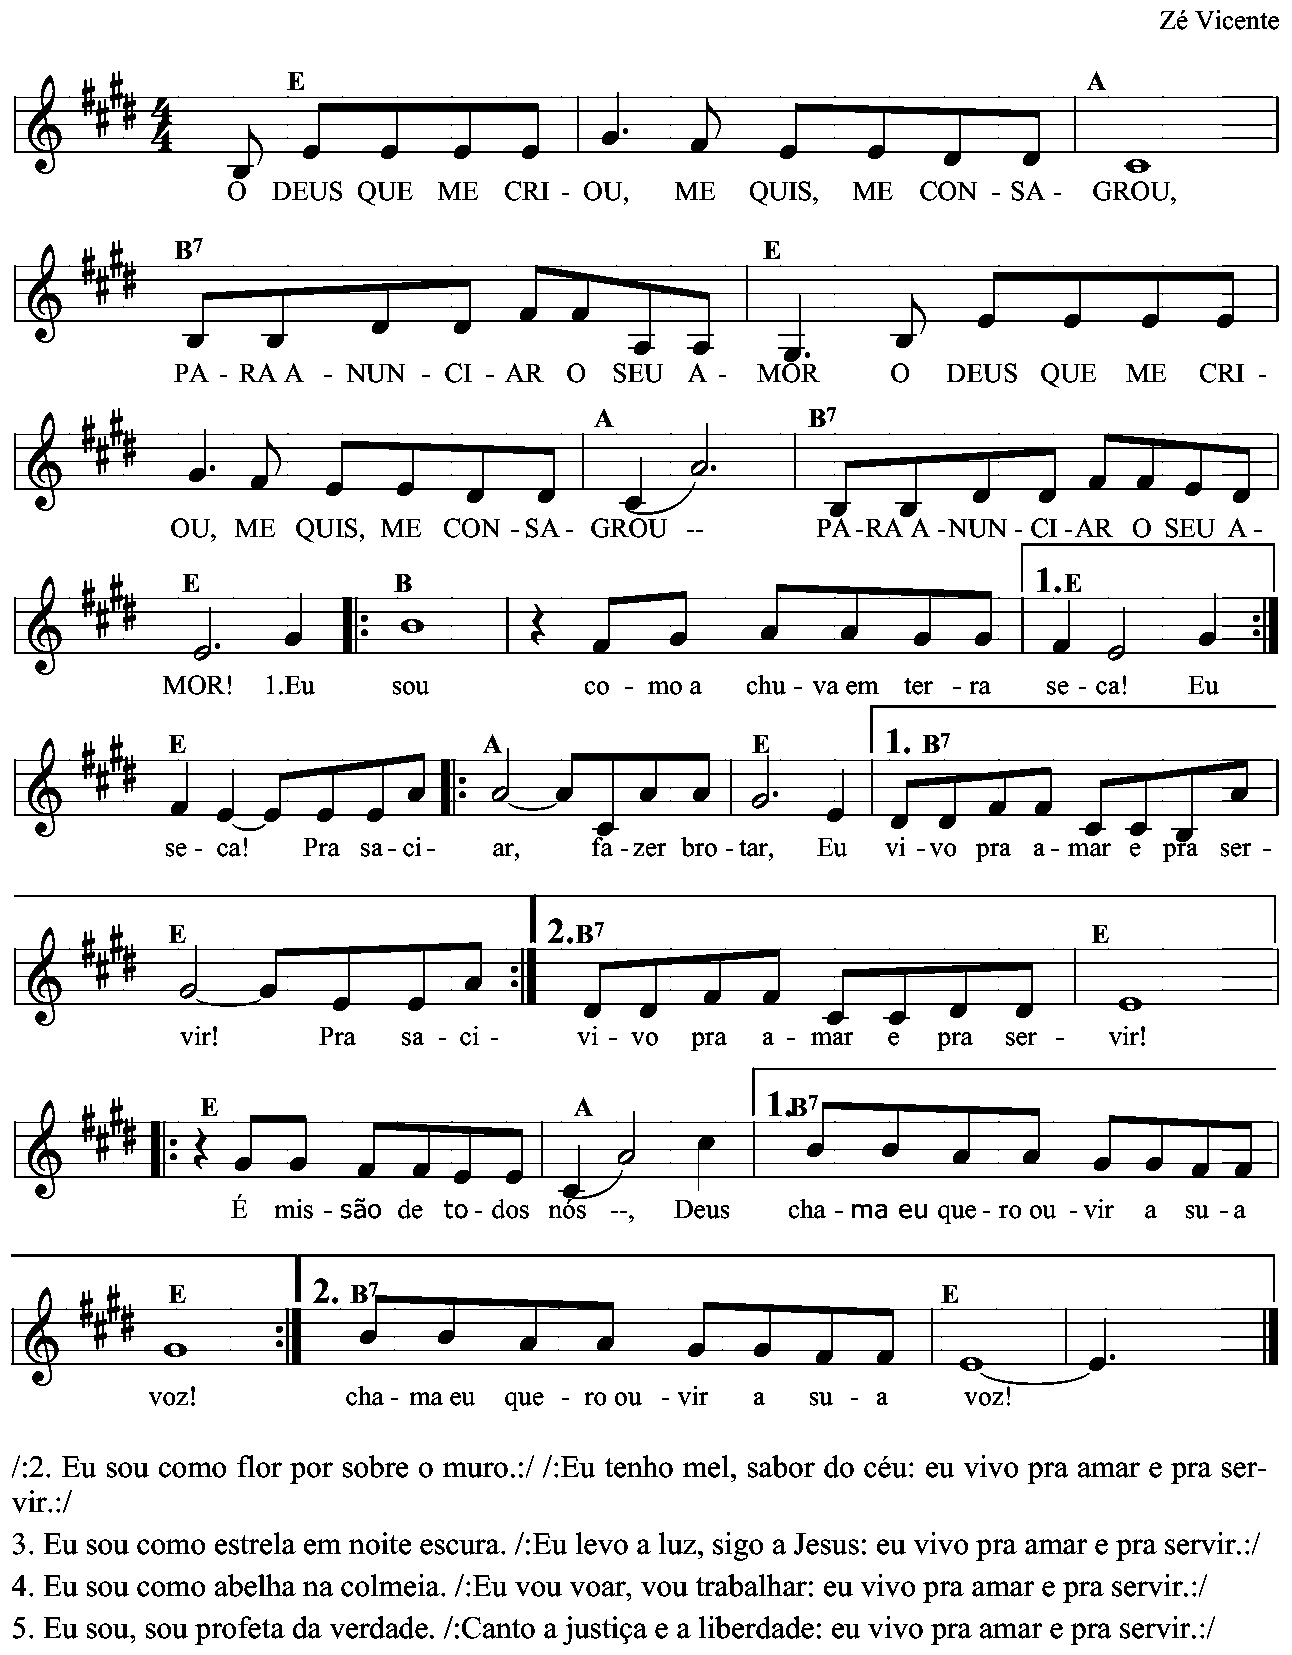 Zé Vicente
E A
O DEUS QUE ME CRI - OU, ME QUIS, ME CON - SA - GROU,
B7 E
PA - RA A - NUN - CI - AR O SEU A - MOR O DEUS QUE ME CRI -
A B7
OU, ME QUIS, ME CON - SA - GROU -- PA - RA A - NUN - CI - AR O SEU A -
E B 1. E
MOR! 1.Eu sou co - mo a chu - va em ter - ra se - ca! Eu
E A E 1. B7
se - ca! Pra sa - ci - ar, fa - zer bro - tar, Eu vi - vo pra a - mar e pra ser -
E 2. B7 E
vir! Pra sa - ci - vi - vo pra a - mar e pra ser - vir!
E A 1. B7
É mis - são de to - dos nós --, Deus cha - ma eu que - ro ou - vir a su - a
E 2. B7 E
voz! cha - ma eu que - ro ou - vir a su - a voz!
/:2. Eu sou como flor por sobre o muro.:/ /:Eu tenho mel, sabor do céu: eu vivo pra amar e pra ser-
vir.:/
3. Eu sou como estrela em noite escura. /:Eu levo a luz, sigo a Jesus: eu vivo pra amar e pra servir.:/
4. Eu sou como abelha na colmeia. /:Eu vou voar, vou trabalhar: eu vivo pra amar e pra servir.:/
5. Eu sou, sou profeta da verdade. /:Canto a justiça e a liberdade: eu vivo pra amar e pra servir.:/